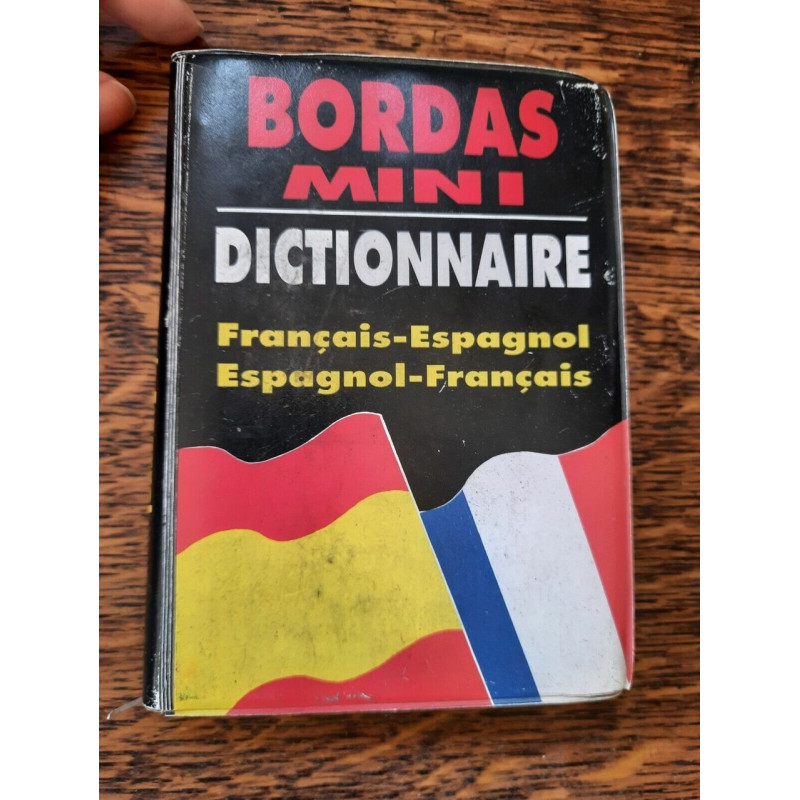 BORDAS
MINI
DICTIONNAIRE
Français-Espagnol
Espagnol-Français